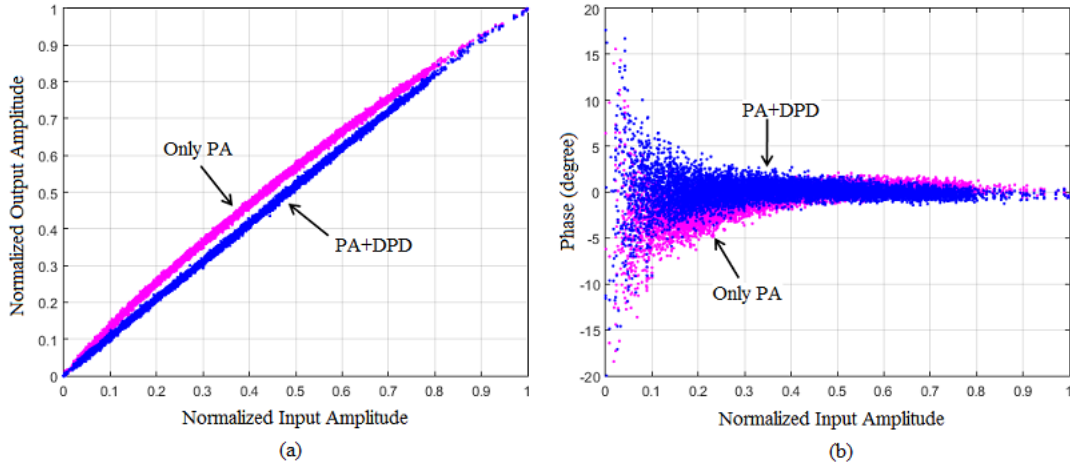 1
0.9
0.8
0.7
0.6
0.5
0.4
0.3
0.2
0.1
0
Normalized Output Amplitude
Only PA
PA+DPD
0 0.1 0.2 0.3 0.4 0.5 0.6 0.7 0.8 0.9 1
Normalized Input Amplitude
(a)
20
15
10
5
0
-5
-10
-15
-20
Phase (degree)
PA+DPD
Only PA
0 0.1 0.2 0.3 0.4 0.5 0.6 0.7 0.8 0.9 1
Normalized Input Amplitude
(b)